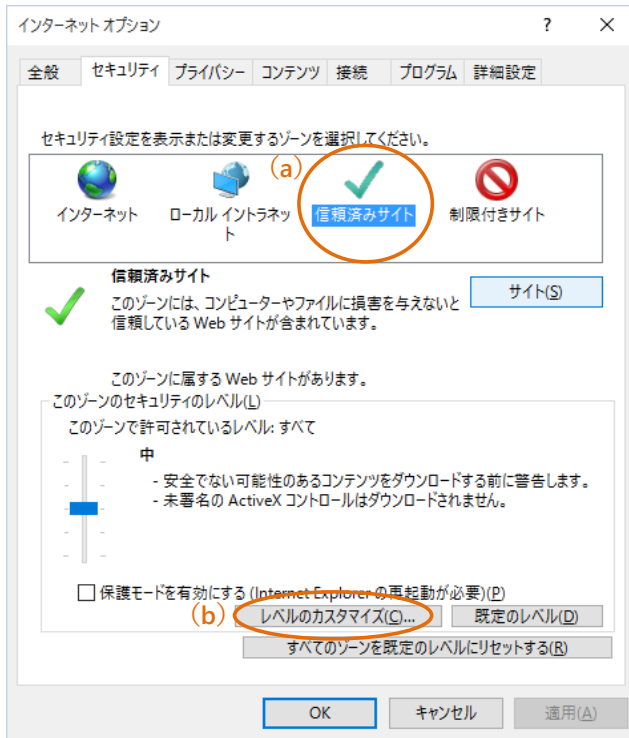 インターネット オプション ? ×
全般 セキュリティ プライバシー コンテンツ 接続 プログラム 詳細設定
セキュリティ設定を表示または変更するゾーンを選択してください。
(a)
インターネット ローカル イントラネッ 信頼済みサイト 制限付きサイト
ト
信頼済みサイト
サイト(S)
このゾーンには、コンピューターやファイルに損害を与えないと
信頼している Web サイトが含まれています。
このゾーンに属する Web サイトがあります。
このゾーンのセキュリティのレベル(L)
このゾーンで許可されているレベル: すべて
中
- 安全でない可能性のあるコンテンツをダウンロードする前に警告します。
- 未署名の ActiveX コントロールはダウンロードされません。
保護モードを有効にする (Internet Explorer の再起動が必要)(P)
(b) レベルのカスタマイズ(C)... 既定のレベル(D)
すべてのゾーンを既定のレベルにリセットする(R)
OK キャンセル 適用(A)